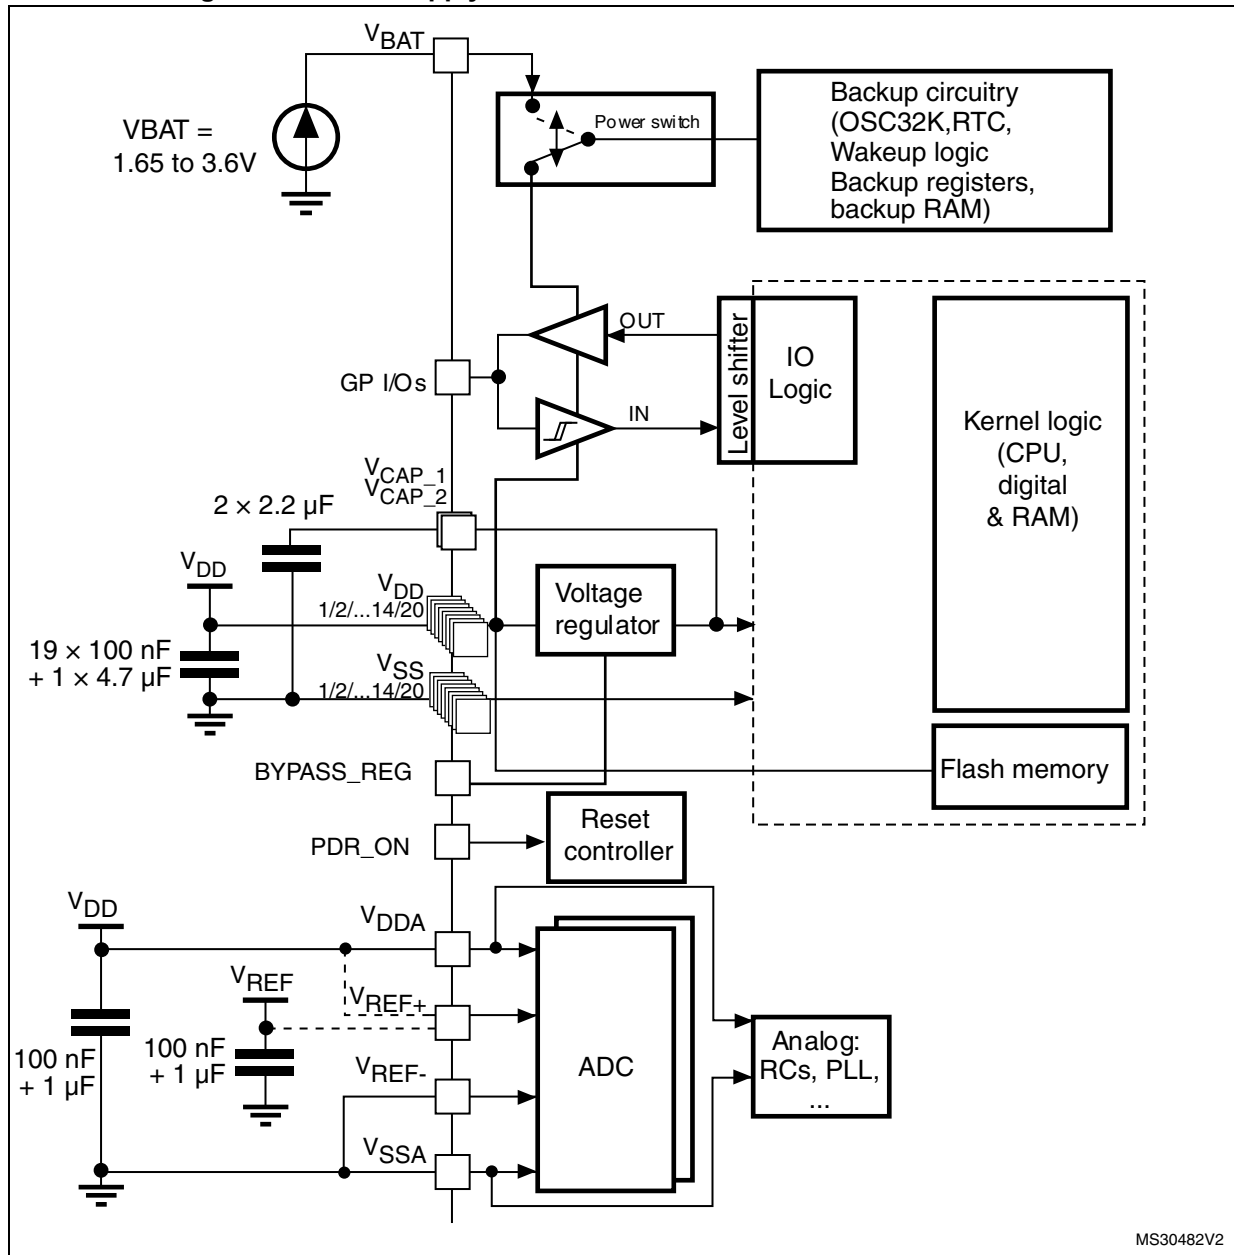 VBAT
VBAT =
1.65 to 3.6V
Power switch
Backup circuitry
(OSC32K,RTC,
Wakeup logic
Backup registers,
backup RAM)
OUT
GP I/Os
IN
Level shifter
IO
Logic
Kernel logic
(CPU,
digital
& RAM)
VCAP_1
VCAP_2
2 × 2.2 µF
VDD
VDD
1/2/...14/20
Voltage
regulator
19 × 100 nF
+ 1 × 4.7 µF
VSS
1/2/...14/20
BYPASS_REG
Flash memory
PDR_ON
Reset
controller
VDD
VDDA
VREF
VREF+
100 nF
+ 1 µF
100 nF
+ 1 µF
VREF-
VSSA
ADC
Analog:
RCs, PLL,
...
MS30482V2